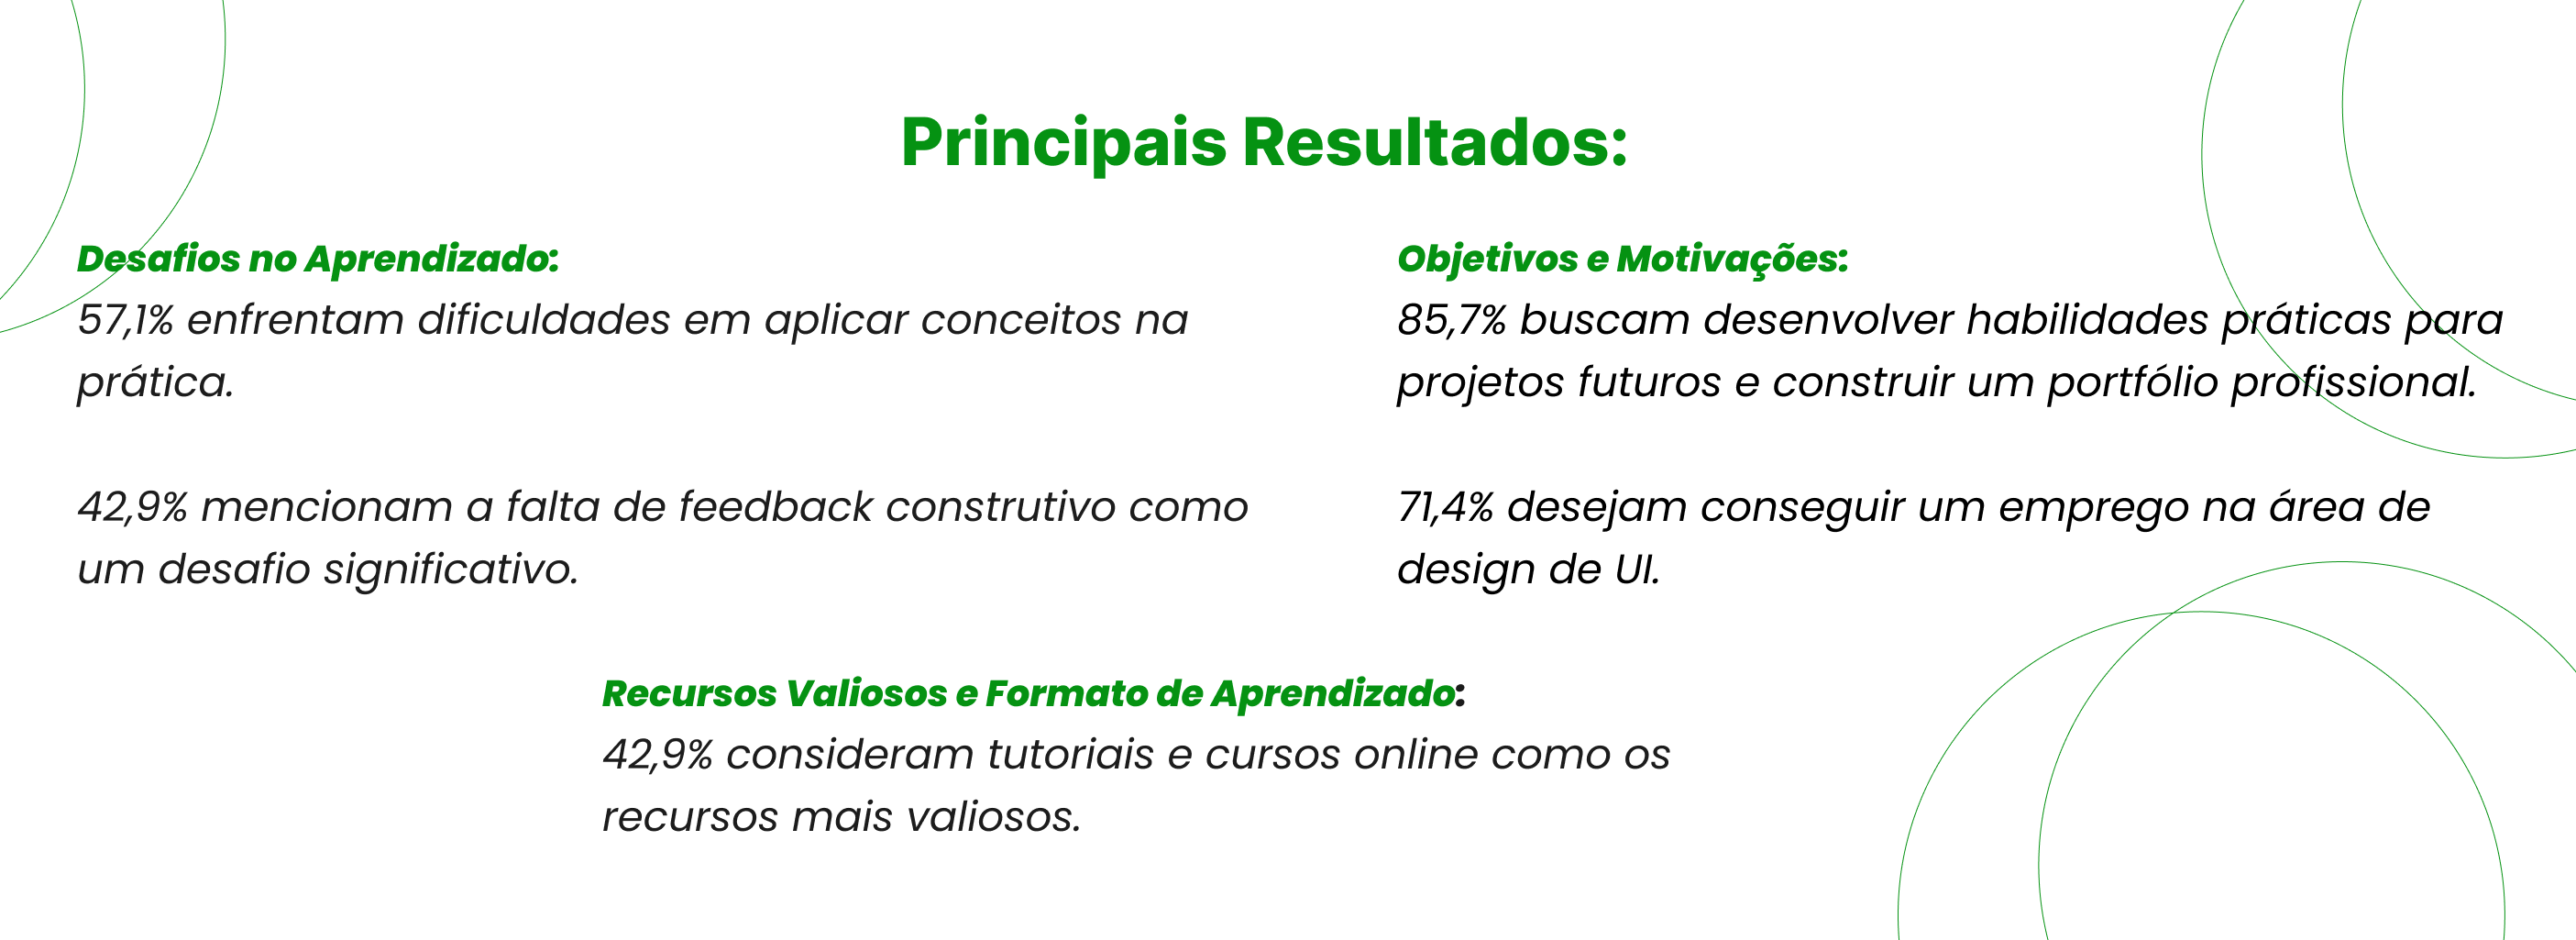 Principais Resultados:
Desafios no Aprendizado:
57,1% enfrentam dificuldades em aplicar conceitos na
prática.
42,9% mencionam a falta de feedback construtivo como
um desafio significativo.
Objetivos e Motivações:
85,7% buscam desenvolver habilidades práticas para
projetos futuros e construir um portfólio profissional.
71,4% desejam conseguir um emprego na área de
design de UI.
Recursos Valiosos e Formato de Aprendizado:
42,9% consideram tutoriais e cursos online como os
recursos mais valiosos.